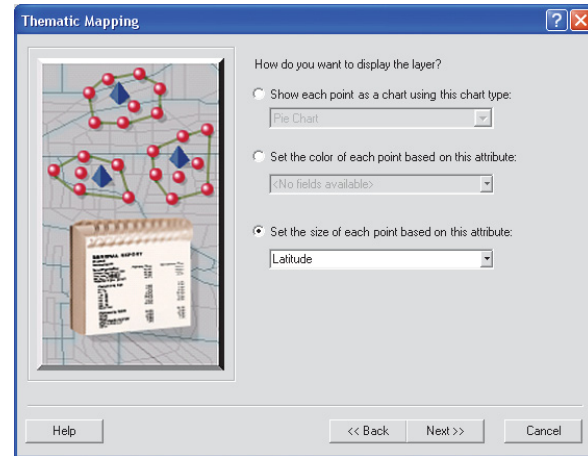 Thematic Mapping
How do you want to display the layer?
Show each point as a chart using this chart type:
Pie Chart
Set the color of each point based on this attribute:
<No fields available>
Set the size of each point based on this attribute:
Latitude
GENERAL REPORT
Help
<< Back
Next >>
Cancel